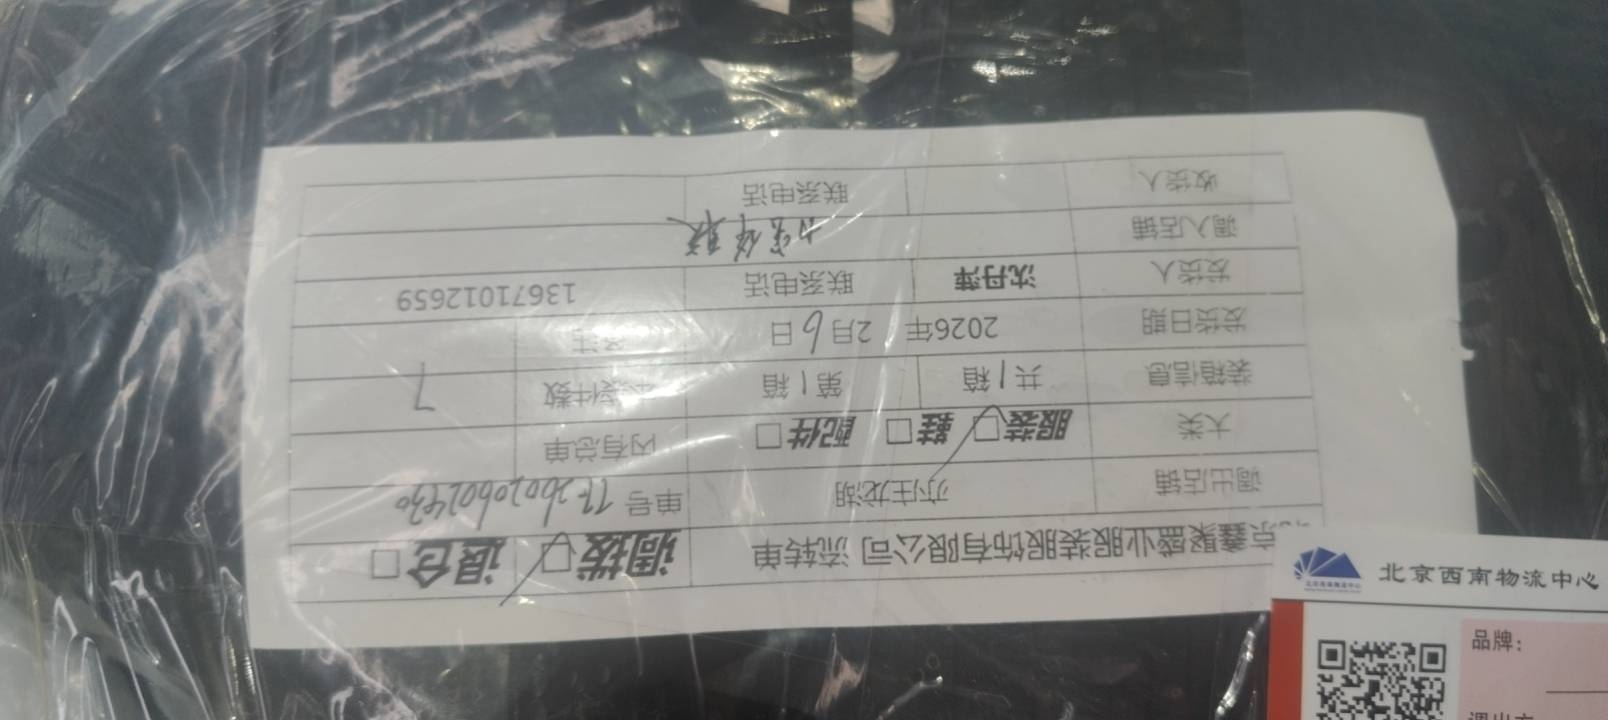 京鑫聚盛业服装服饰有限公司 流转单 调拨 退仓
调出店铺 亦庄龙湖 单号
大类 服装 鞋 配件 内有总单
装箱信息 共1箱 第1箱 件数 7
发货日期 2026年 2月6日 备注
发货人 沈丹萍 联系电话 13671012659
调入店铺
收货人 联系电话
北京西南物流中心
品牌：